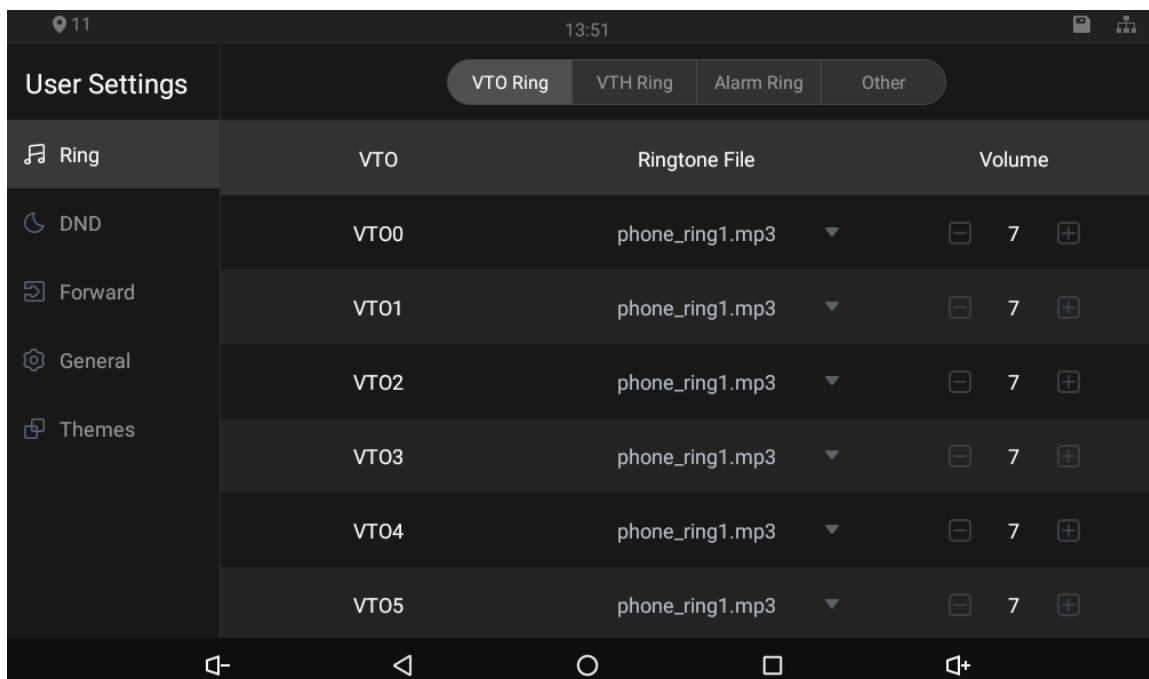 11
13:51
User Settings
VTO Ring
VTH Ring
Alarm Ring
Other
Ring
DND
Forward
General
Themes
VTO Ringtone File Volume
VTO0 phone_ring1.mp3 7
VTO1 phone_ring1.mp3 7
VTO2 phone_ring1.mp3 7
VTO3 phone_ring1.mp3 7
VTO4 phone_ring1.mp3 7
VTO5 phone_ring1.mp3 7